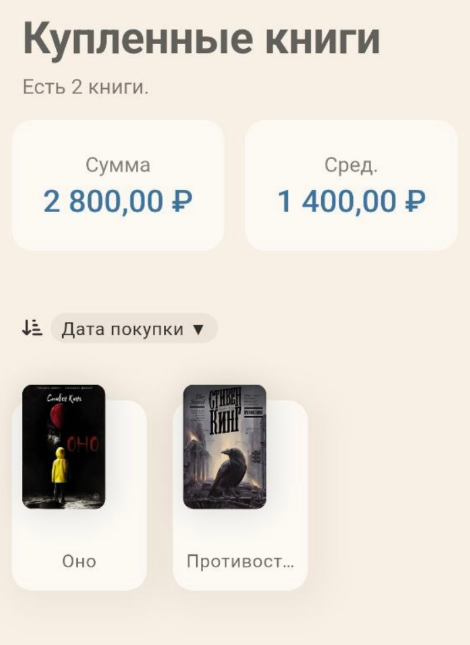 Купленные книги
Есть 2 книги.
Сумма
2 800,00 ₽
Сред.
1 400,00 ₽
Дата покупки ▼
Стивен Кинг
ОНО
СТИВЕН
КИНГ
Оно
Противост...